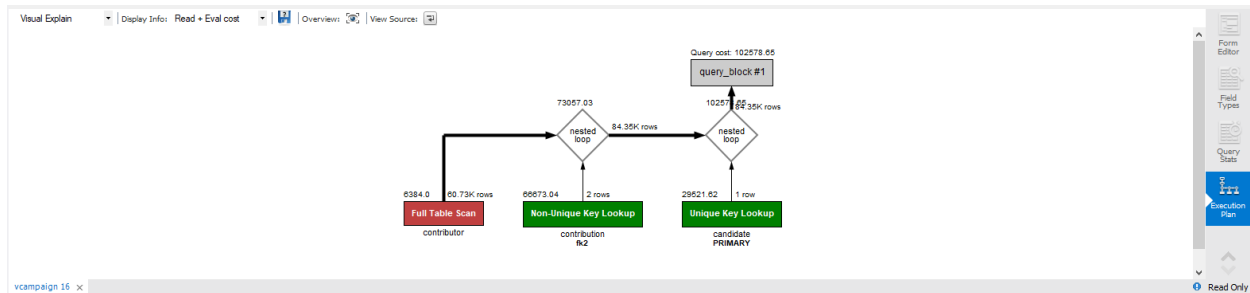 Visual Explain
Display Info: Read + Eval cost
Overview:
View Source:
Query cost: 102578.65
query_block #1
73057.03
84.35K rows
84.35K rows
nested
loop
nested
loop
6384.0
60.73K rows
66673.04
2 rows
29521.62
1 row
Full Table Scan
Non-Unique Key Lookup
Unique Key Lookup
contributor
contribution
fk2
candidate
PRIMARY
Form
Editor
Field
Types
Query
Stats
Execution
Plan
vcampaign 16
Read Only